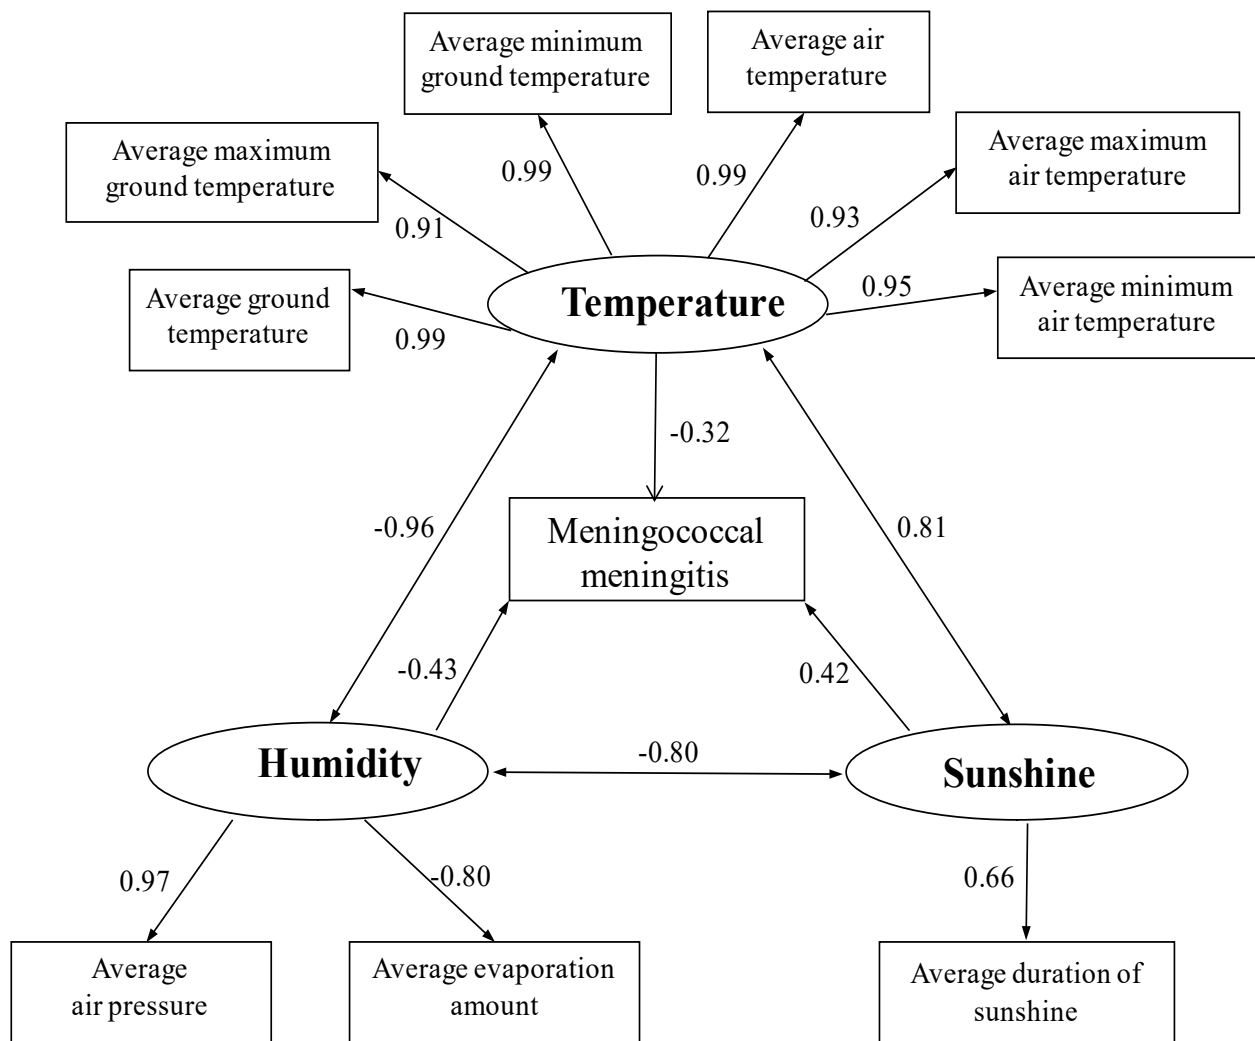 Average minimum
ground temperature
Average air
temperature
Average maximum
ground temperature
Average maximum
air temperature
0.99
0.99
0.91
0.93
Average ground
temperature
0.99
Temperature
0.95
Average minimum
air temperature
-0.32
-0.96
Meningococcal
meningitis
0.81
-0.43
0.42
Humidity
-0.80
Sunshine
0.97
-0.80
0.66
Average
air pressure
Average evaporation
amount
Average duration of
sunshine